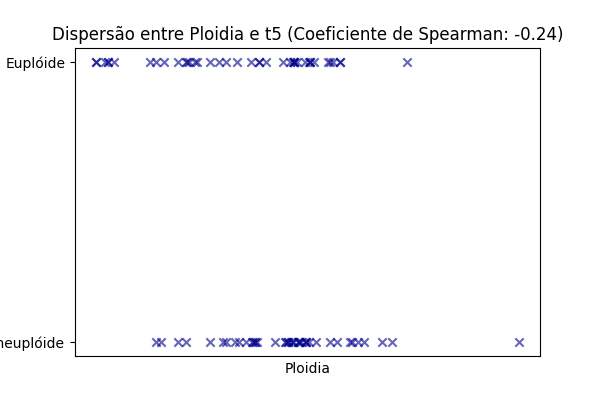 Dispersão entre Ploidia e t5 (Coeficiente de Spearman: -0.24)
Euplóide
neuplóide
Ploidia